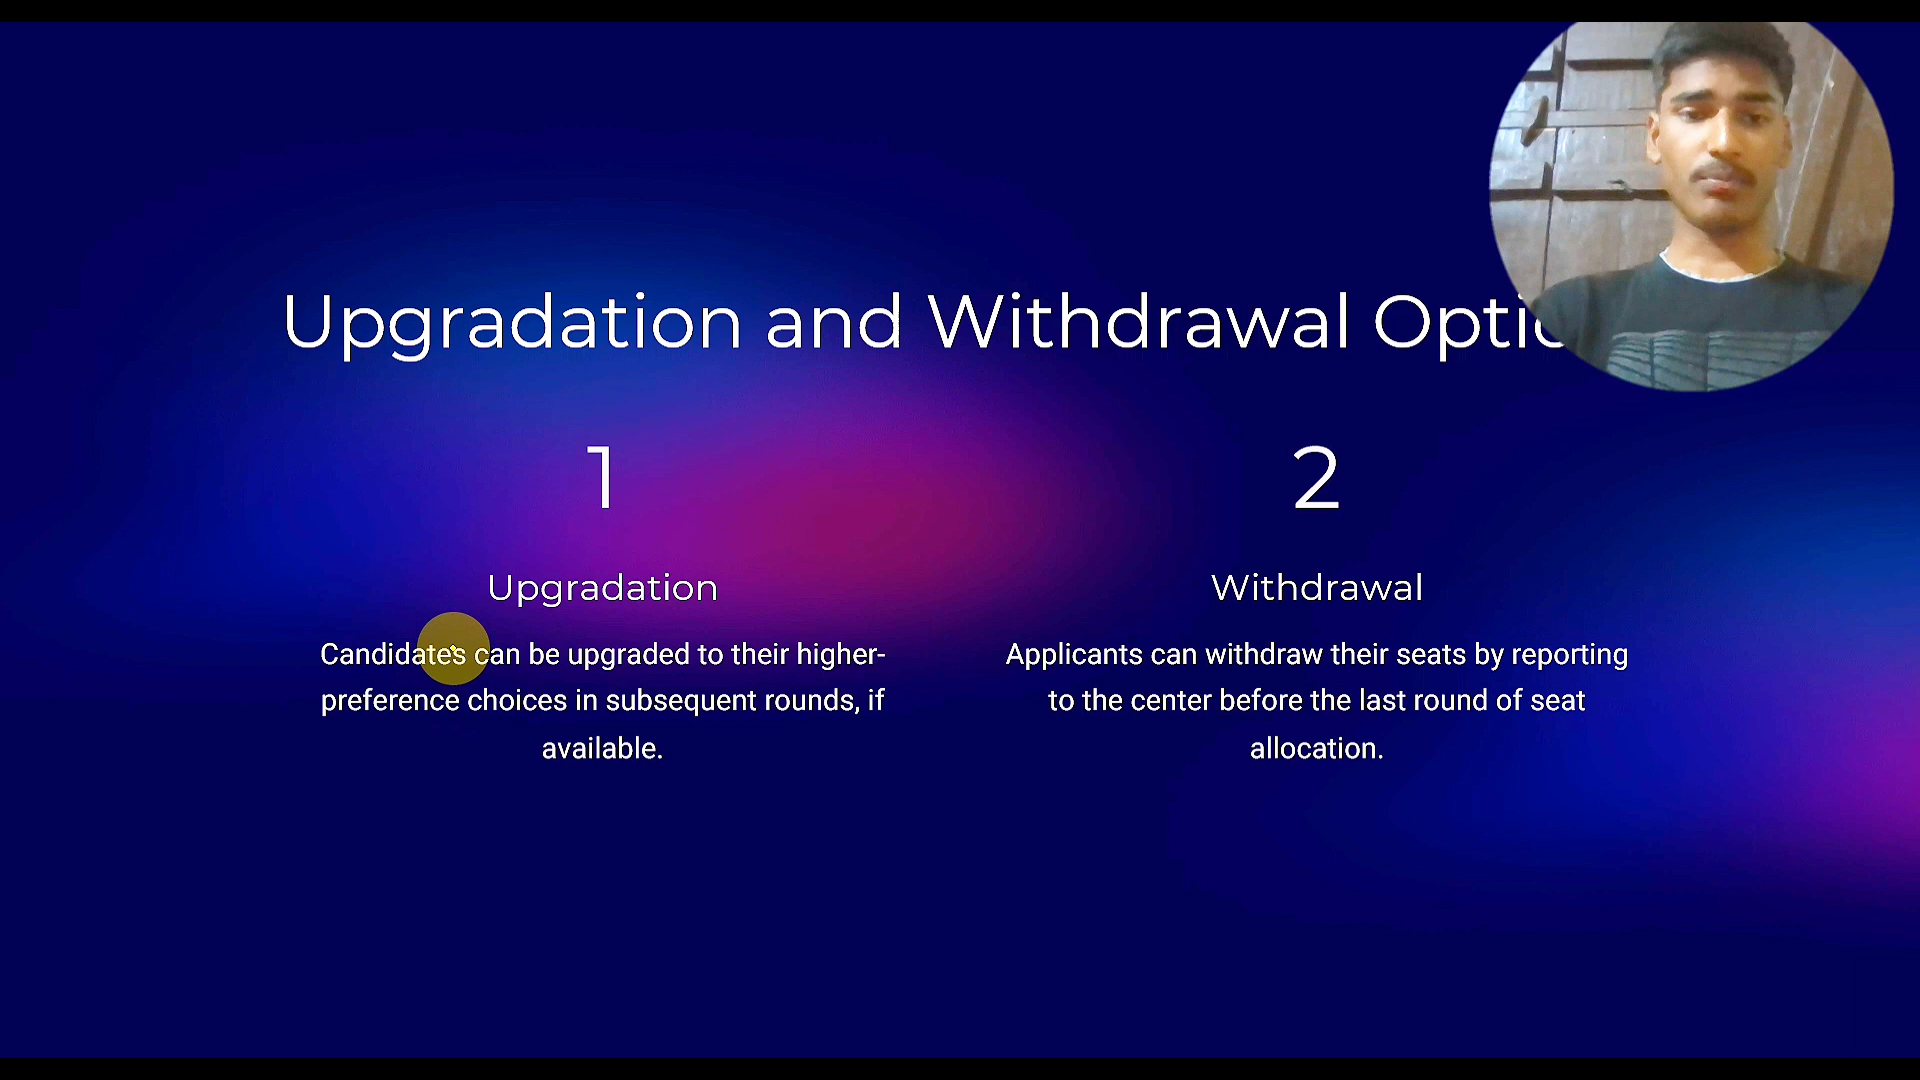 Upgradation and Withdrawal
1
Upgradation
Candidates can be upgraded to their higher-
preference choices in subsequent rounds, if
available.
2
Withdrawal
Applicants can withdraw their seats by reporting
to the center before the last round of seat
allocation.